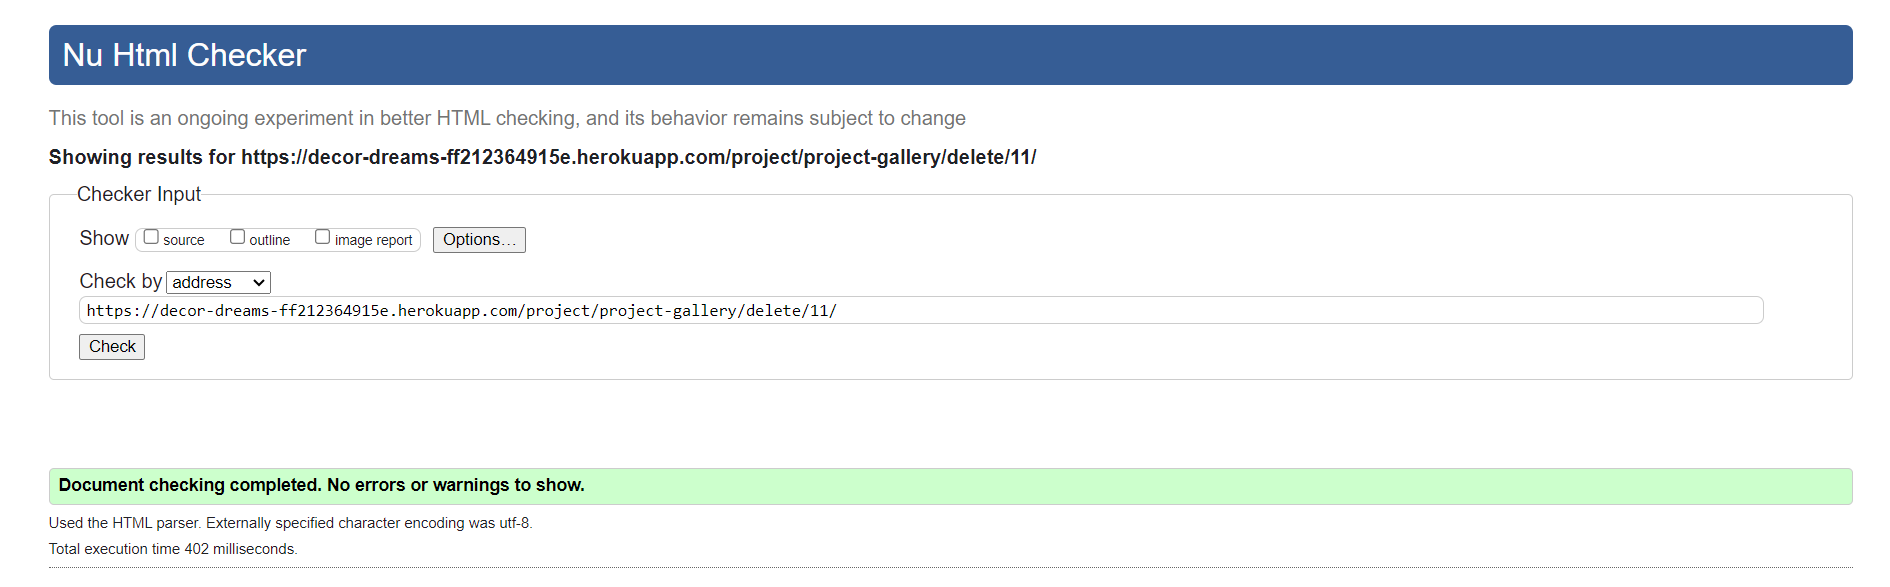 Nu Html Checker
This tool is an ongoing experiment in better HTML checking, and its behavior remains subject to change
Showing results for https://decor-dreams-ff212364915e.herokuapp.com/project/project-gallery/delete/11/
Checker Input
Show source outline image report Options...
Check by address
https://decor-dreams-ff212364915e.herokuapp.com/project/project-gallery/delete/11/
Check
Document checking completed. No errors or warnings to show.
Used the HTML parser. Externally specified character encoding was utf-8.
Total execution time 402 milliseconds.